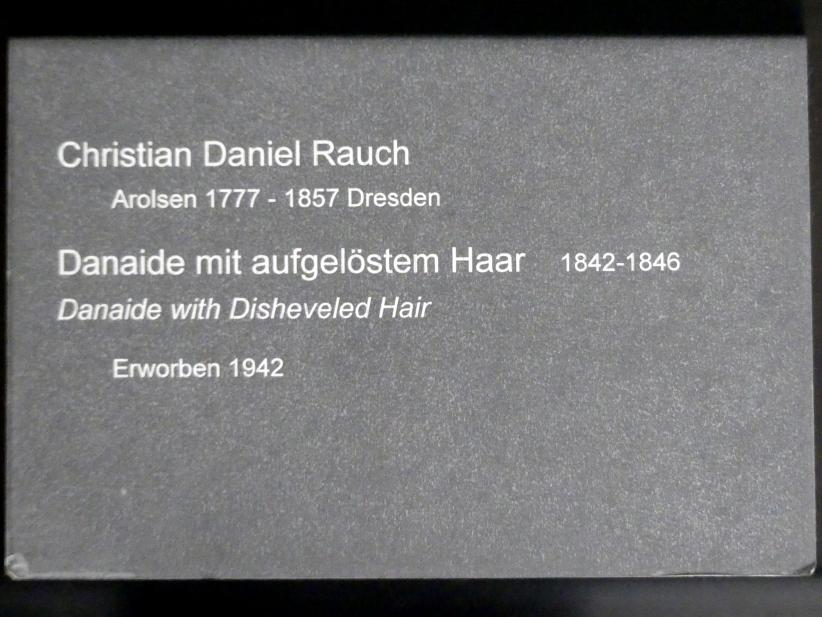 Christian Daniel Rauch
Arolsen 1777 - 1857 Dresden
Danaide mit aufgelöstem Haar 1842-1846
Danaide with Disheveled Hair
Erworben 1942